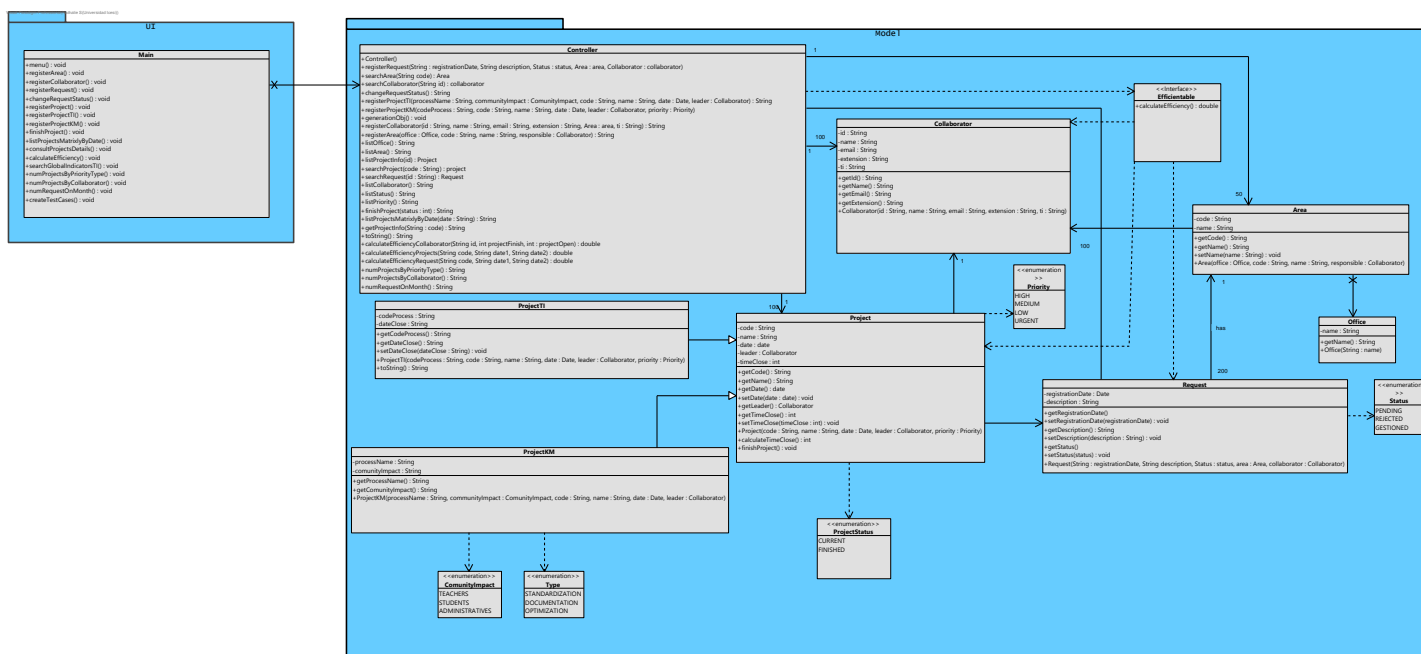 UI
Main
+menu() : void
+registerArea() : void
+registerCollaborator() : void
+registerRequest() : void
+changeRequestStatus() : void
+registerProject() : void
+registerProjectTI() : void
+registerProjectKM() : void
+finishProject() : void
+listProjectsMatrixlyByDate() : void
+consultProjectsDetails() : void
+calculateEfficiency() : void
+searchGlobalIndicatorsTI() : void
+numProjectsByPriorityType() : void
+numProjectsByCollaborator() : void
+numRequestOnMonth() : void
+createTestCases() : void
Model
Controller
+Controller()
+registerRequest(String : registrationDate, String description, Status : status, Area : area, Collaborator : collaborator)
+searchArea(String code) : Area
+searchCollaborator(String id) : collaborator
+changeRequestStatus() : String
+registerProjectTI(processName : String, communityImpact : ComunityImpact, code : String, name : String, date : Date, leader : Collaborator) : String
+registerProjectKM(codeProcess : String, code : String, name : String, date : Date, leader : Collaborator, priority : Priority)
+generationObj() : void
+registerCollaborator(id : String, name : String, email : String, extension : String, Area : area, ti : String) : String
+registerArea(office : Office, code : String, name : String, responsible : Collaborator) : String
+listOffice() : String
+listArea() : String
+listProjectInfo(id) : Project
+searchProject(code : String) : project
+searchRequest(id : String) : Request
+listCollaborator() : String
+listStatus() : String
+listPriority() : String
+finishProject(status : int) : String
+listProjectsMatrixlyByDate(date : String) : String
+getProjectInfo(String : code) : String
+toString() : String
+calculateEfficiencyCollaborator(String id, int projectFinish, int : projectOpen) : double
+calculateEfficiencyProjects(String code, String date1, String date2) : double
+calculateEfficiencyRequest(String code, String date1, String date2) : double
+numProjectsByPriorityType() : String
+numProjectsByCollaborator() : String
+numRequestOnMonth() : String
1
100
1
<<Interface>>
Efficientable
+calculateEfficiency() : double
Collaborator
-id : String
-name : String
-email : String
-extension : String
-ti : String
+getId() : String
+getName() : String
+getEmail() : String
+getExtension() : String
+Collaborator(id : String, name : String, email : String, extension : String, ti : String)
50
Area
-code : String
-name : String
+getCode() : String
+getName() : String
+setName(name : String) : void
+Area(office : Office, code : String, name : String, responsible : Collaborator)
100
1
<<enumeration
>>
Priority
HIGH
MEDIUM
LOW
URGENT
1
has
200
Office
-name : String
+getName() : String
+Office(String : name)
100
1
ProjectTI
-codeProcess : String
-dateClose : String
+getCodeProcess() : String
+getDateClose() : String
+setDateClose(dateClose : String) : void
+ProjectTI(codeProcess : String, code : String, name : String, date : Date, leader : Collaborator, priority : Priority)
+toString() : String
Project
-code : String
-name : String
-date : date
-leader : Collaborator
-timeClose : int
+getCode() : String
+getName() : String
+getDate() : date
+setDate(date : date) : void
+getLeader() : Collaborator
+getTimeClose() : int
+setTimeClose(timeClose : int) : void
+Project(code : String, name : String, date : Date, leader : Collaborator, priority : Priority)
+calculateTimeClose() : int
+finishProject() : void
Request
-registrationDate : Date
-description : String
+getRegistrationDate()
+setRegistrationDate(registrationDate) : void
+getDescription() : String
+setDescription(description : String) : void
+getStatus()
+setStatus(status) : void
+Request(String : registrationDate, String description, Status : status, area : Area, collaborator : Collaborator)
<<enumeration
>>
Status
PENDING
REJECTED
GESTIONED
ProjectKM
-processName : String
-comunityImpact : String
+getProcessName() : String
+getComunityImpact() : String
+ProjectKM(processName : String, communityImpact : ComunityImpact, code : String, name : String, date : Date, leader : Collaborator)
<<enumeration>>
ProjectStatus
CURRENT
FINISHED
<<enumeration>>
ComunityImpact
TEACHERS
STUDENTS
ADMINISTRATIVES
<<enumeration>>
Type
STANDARDIZATION
DOCUMENTATION
OPTIMIZATION